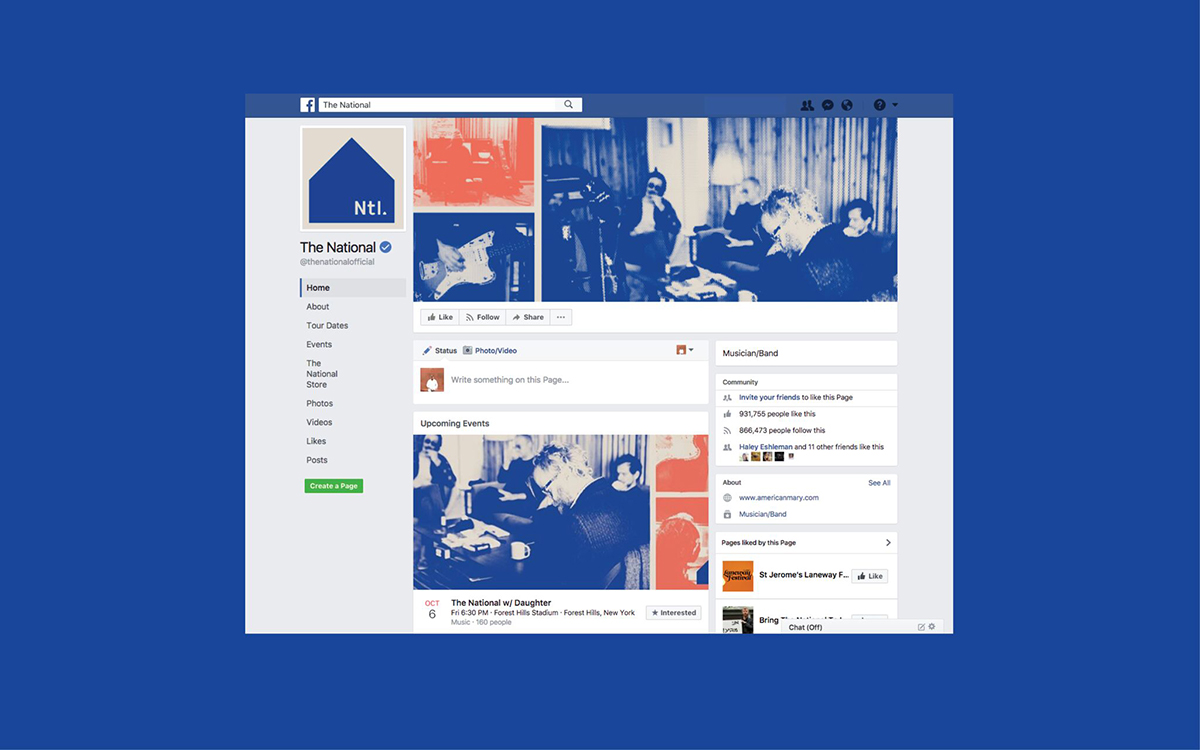 The National
Ntl.
The National
@thenationalofficial
Home
About
Tour Dates
Events
The
National
Store
Photos
Videos
Likes
Posts
Create a Page
Like
Follow
Share
Status
Photo/Video
Write something on this Page...
Upcoming Events
OCT
6
The National w/ Daughter
Fri 6:30 PM · Forest Hills Stadium · Forest Hills, New York
Music · 160 people
Interested
Musician/Band
Community
Invite your friends to like this Page
931,755 people like this
866,473 people follow this
Haley Eshleman and 11 other friends like this
About
See All
www.americanmary.com
Musician/Band
Pages liked by this Page
Laneway
Festival
St Jerome's Laneway F...
Like
Bring
Chat (Off)